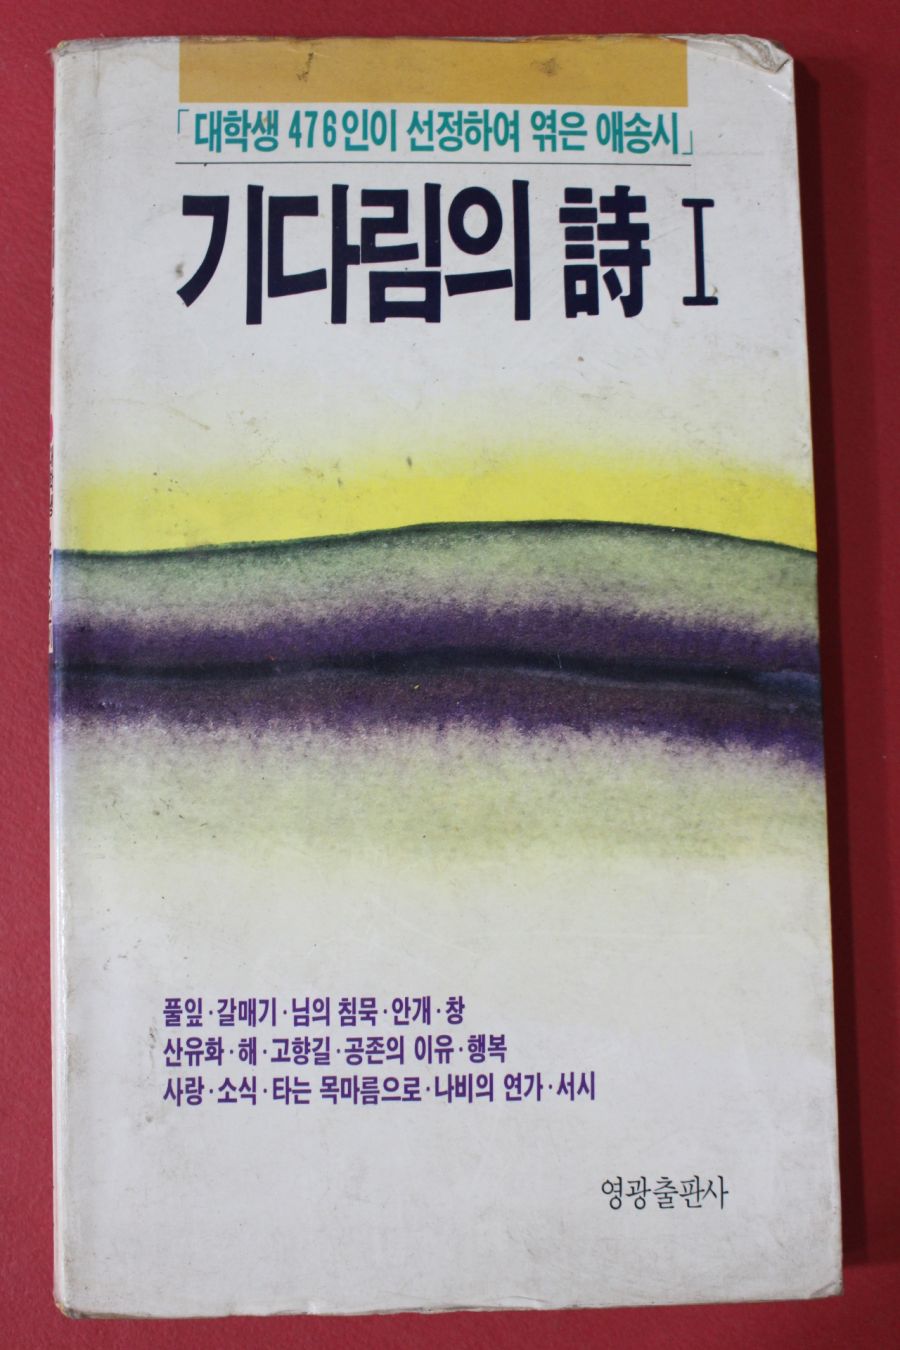 「대학생 476인이 선정하여 엮은 애송시」
기다림의 詩 I
풀잎·갈매기·님의 침묵·안개·창
산유화·해·고향길·공존의 이유·행복
사랑·소식·타는 목마름으로·나비의 연가·서시
영광출판사